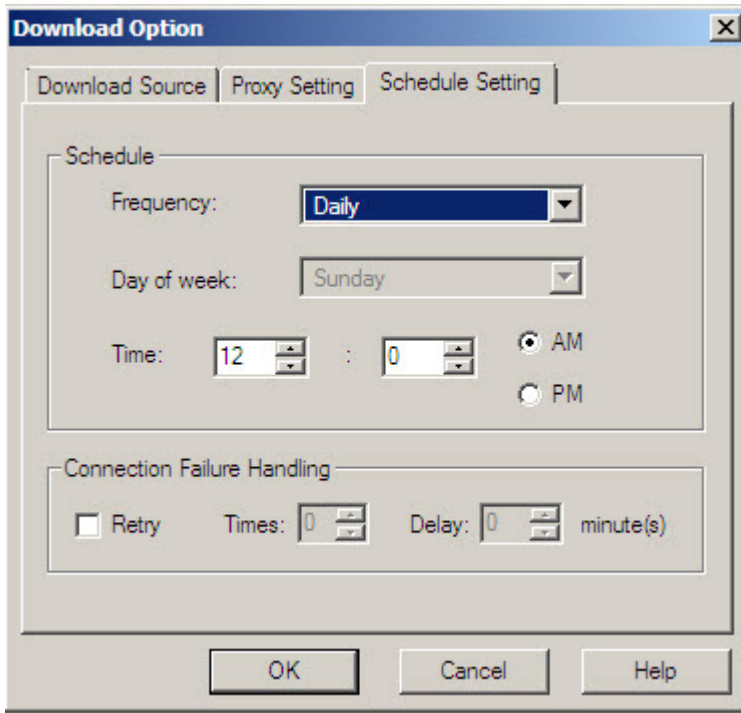 Download Option
Download Source Proxy Setting Schedule Setting
Schedule
Frequency: Daily
Day of week: Sunday
Time: 12 : 0 AM
PM
Connection Failure Handling
Retry Times: 0 Delay: 0 minute(s)
OK Cancel Help